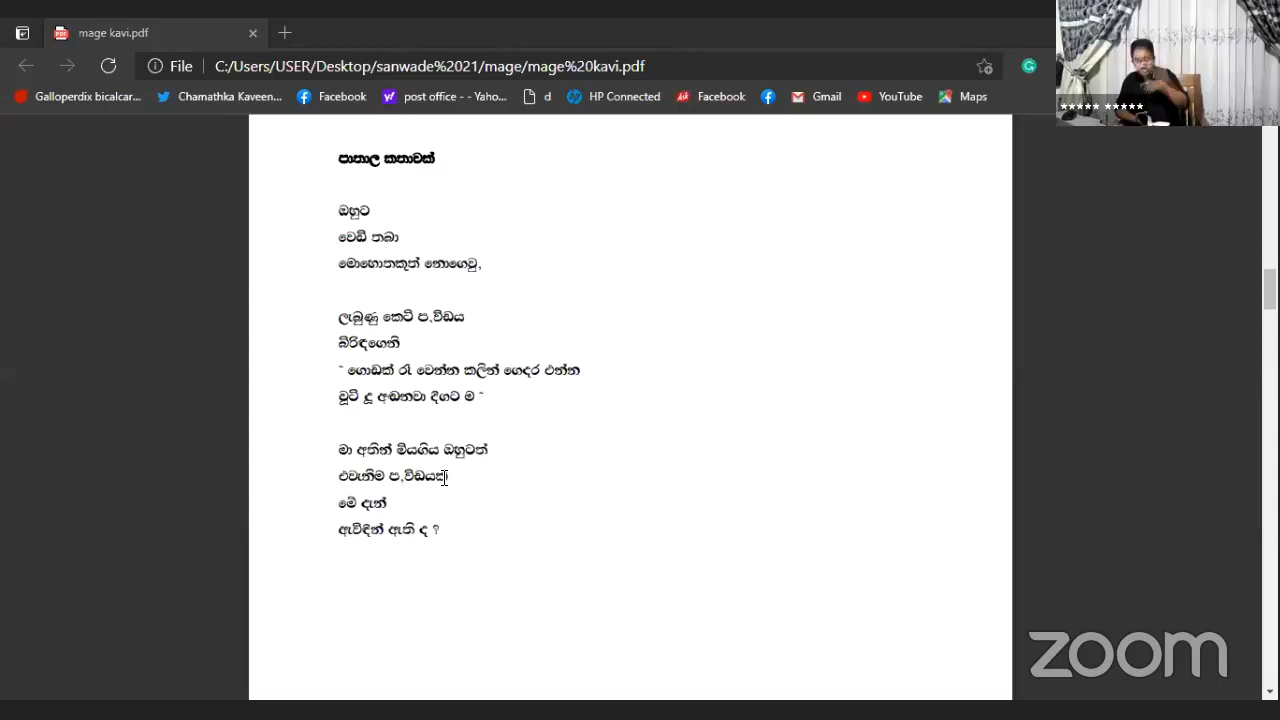 mage kavi.pdf
File C:/Users/USER/Desktop/sanwade%2021/mage/mage%20kavi.pdf
Galloperdix bicalcar... Chamathka Kaveen... Facebook post office - - Yaho... d HP Connected Facebook Gmail YouTube Maps
***** *****
පාතාල කතාවක්
ඔහුට
වෙඩි තබා
මොහොතකුත් නොගෙවු,
ලැබුණු කෙටි ප,විඩය
බිරිඳගෙනි
˜ ගොඩක් රෑ වෙන්න කලින් ගෙදර එන්න
චූටි දූ අඬනවා දිගට ම ˜
මා අතින් මියගිය ඔහුටත්
එවැනිම ප,විඩයක්
මේ දැන්
ඇවිඳින් ඇති ද ?
zoom